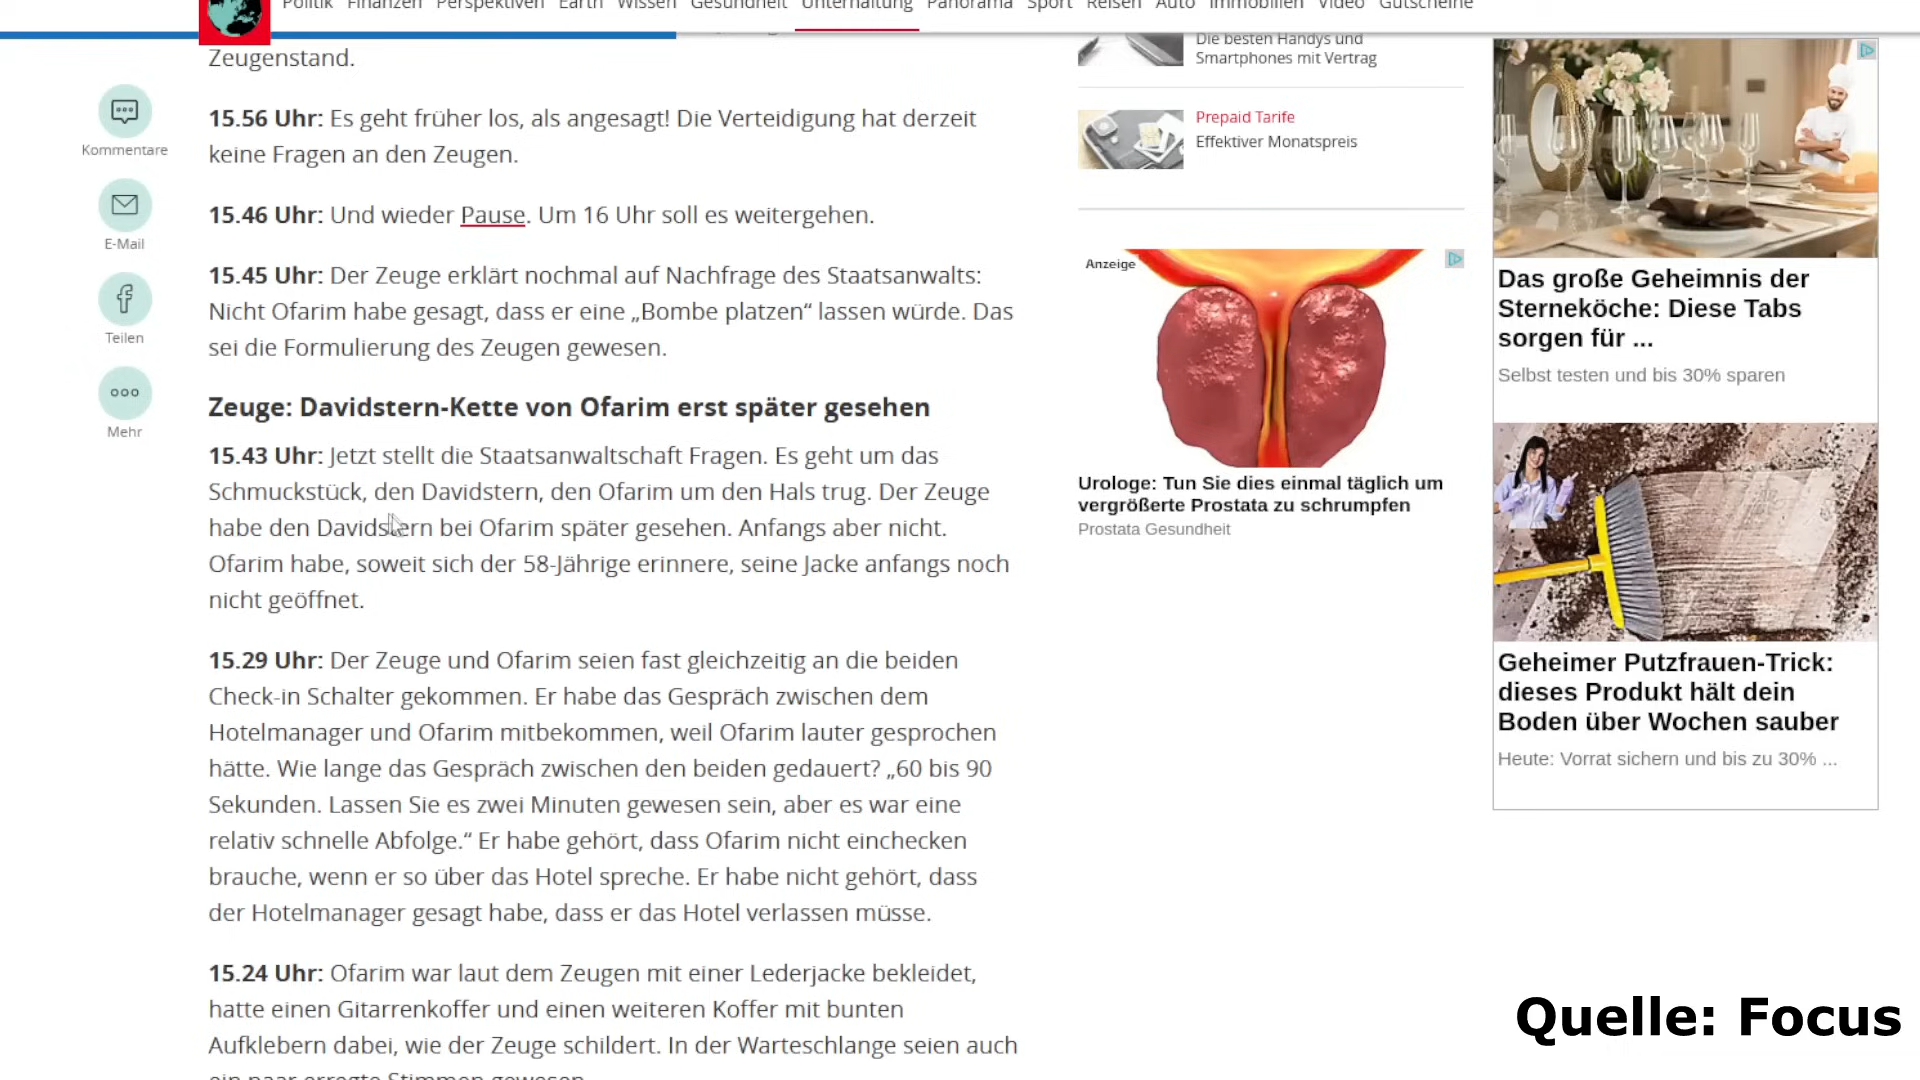 Politik Finanzen Perspektiven Earth Wissen Gesundheit Unterhaltung Panorama Sport Reisen Auto Immobilien Video Gutscheine
Zeugenstand.
Kommentare
E-Mail
Teilen
Mehr
15.56 Uhr: Es geht früher los, als angesagt! Die Verteidigung hat derzeit
keine Fragen an den Zeugen.
15.46 Uhr: Und wieder Pause. Um 16 Uhr soll es weitergehen.
15.45 Uhr: Der Zeuge erklärt nochmal auf Nachfrage des Staatsanwalts:
Nicht Ofarim habe gesagt, dass er eine „Bombe platzen“ lassen würde. Das
sei die Formulierung des Zeugen gewesen.
Zeuge: Davidstern-Kette von Ofarim erst später gesehen
15.43 Uhr: Jetzt stellt die Staatsanwaltschaft Fragen. Es geht um das
Schmuckstück, den Davidstern, den Ofarim um den Hals trug. Der Zeuge
habe den Davidstern bei Ofarim später gesehen. Anfangs aber nicht.
Ofarim habe, soweit sich der 58-Jährige erinnere, seine Jacke anfangs noch
nicht geöffnet.
15.29 Uhr: Der Zeuge und Ofarim seien fast gleichzeitig an die beiden
Check-in Schalter gekommen. Er habe das Gespräch zwischen dem
Hotelmanager und Ofarim mitbekommen, weil Ofarim lauter gesprochen
hätte. Wie lange das Gespräch zwischen den beiden gedauert? „60 bis 90
Sekunden. Lassen Sie es zwei Minuten gewesen sein, aber es war eine
relativ schnelle Abfolge.“ Er habe gehört, dass Ofarim nicht einchecken
brauche, wenn er so über das Hotel spreche. Er habe nicht gehört, dass
der Hotelmanager gesagt habe, dass er das Hotel verlassen müsse.
15.24 Uhr: Ofarim war laut dem Zeugen mit einer Lederjacke bekleidet,
hatte einen Gitarrenkoffer und einen weiteren Koffer mit bunten
Aufklebern dabei, wie der Zeuge schildert. In der Warteschlange seien auch
ein paar erregte Stimmen gewesen.
Die besten Handys und
Smartphones mit Vertrag
Prepaid Tarife
Effektiver Monatspreis
Anzeige
Urologe: Tun Sie dies einmal täglich um
vergrößerte Prostata zu schrumpfen
Prostata Gesundheit
Das große Geheimnis der
Sterneköche: Diese Tabs
sorgen für ...
Selbst testen und bis 30% sparen
Geheimer Putzfrauen-Trick:
dieses Produkt hält dein
Boden über Wochen sauber
Heute: Vorrat sichern und bis zu 30% ...
Quelle: Focus